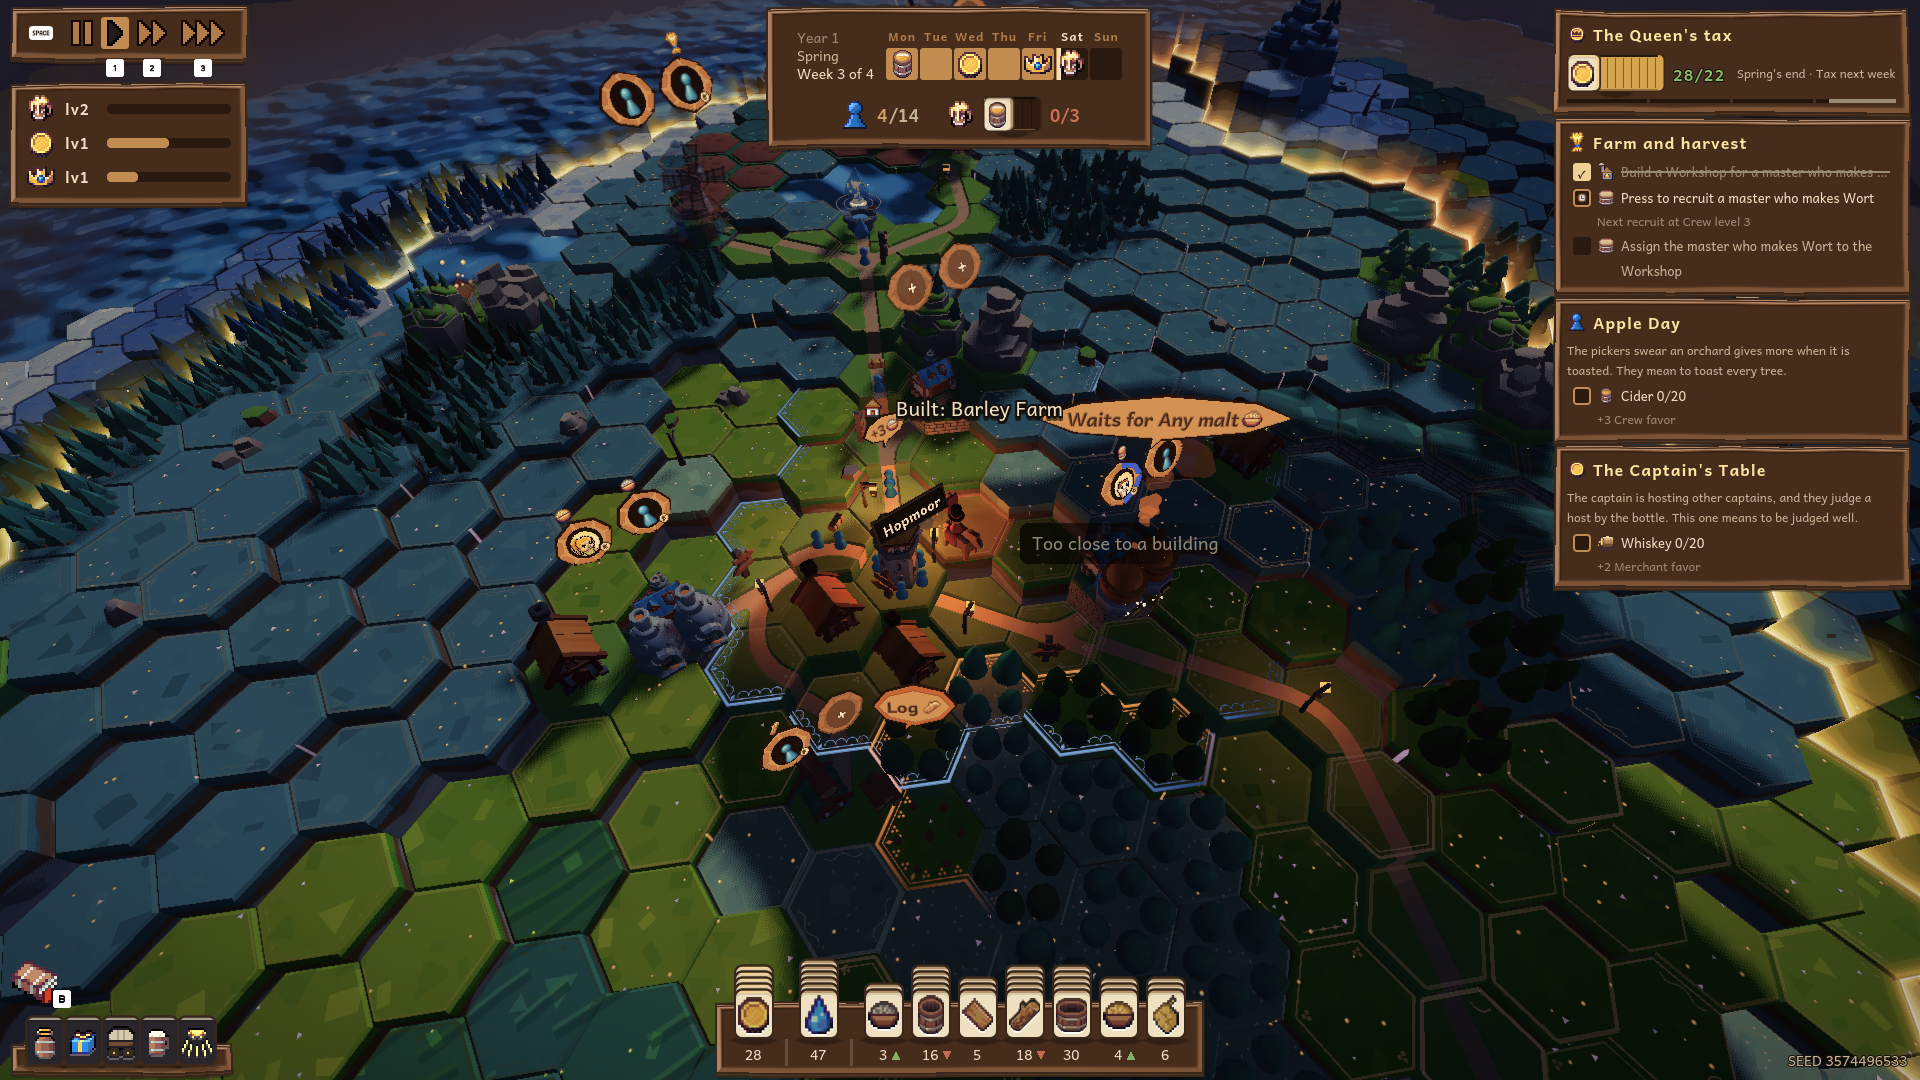 SPACE
1
2
3
lv2
lv1
lv1
Year 1
Spring
Week 3 of 4
Mon Tue Wed Thu Fri Sat Sun
4/14
0/3
The Queen's tax
28/22
Spring's end · Tax next week
Farm and harvest
Build a Workshop for a master who makes ...
Press to recruit a master who makes Wort
Next recruit at Crew level 3
Assign the master who makes Wort to the
Workshop
Apple Day
The pickers swear an orchard gives more when it is
toasted. They mean to toast every tree.
Cider 0/20
+3 Crew favor
The Captain's Table
The captain is hosting other captains, and they judge a
host by the bottle. This one means to be judged well.
Whiskey 0/20
+2 Merchant favor
Built: Barley Farm
Waits for Any malt
+3
Hopmoor
Too close to a building
Log
B
28
47
3
16
5
18
30
4
6
SEED 3574496533